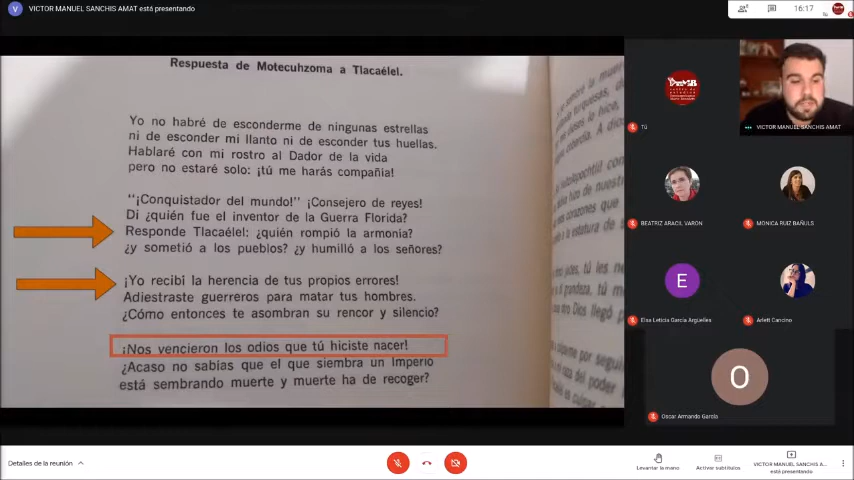 V VICTOR MANUEL SANCHIS AMAT está presentando
16:17
Respuesta de Motecuhzoma a Tlacaélel.
Yo no habré de esconderme de ningunas estrellas
ni de esconder mi llanto ni de esconder tus huellas.
Hablaré con mi rostro al Dador de la vida
pero no estaré solo: ¡tú me harás compañia!
"¡Conquistador del mundo!" ¡Consejero de reyes!
Di ¿quién fue el inventor de la Guerra Florida?
Responde Tlacaélel: ¿quién rompió la armonía?
¿y sometió a los pueblos? ¿y humilló a los señores?
¡Yo recibí la herencia de tus propios errores!
Adiestraste guerreros para matar tus hombres.
¿Cómo entonces te asombran su rencor y silencio?
¡Nos vencieron los odios que tú hiciste nacer!
¿Acaso no sabías que el que siembra un Imperio
está sembrando muerte y muerte ha de recoger?
Tú
VICTOR MANUEL SANCHIS AMAT
BEATRIZ ARACIL VARON
MONICA RUIZ BAÑULS
E
Elsa Leticia García Argüelles
Arlett Cancino
O
Oscar Armando García
Detalles de la reunión
Levantar la mano
Activar subtítulos
VICTOR MANUEL SANCHIS AMAT
está presentando